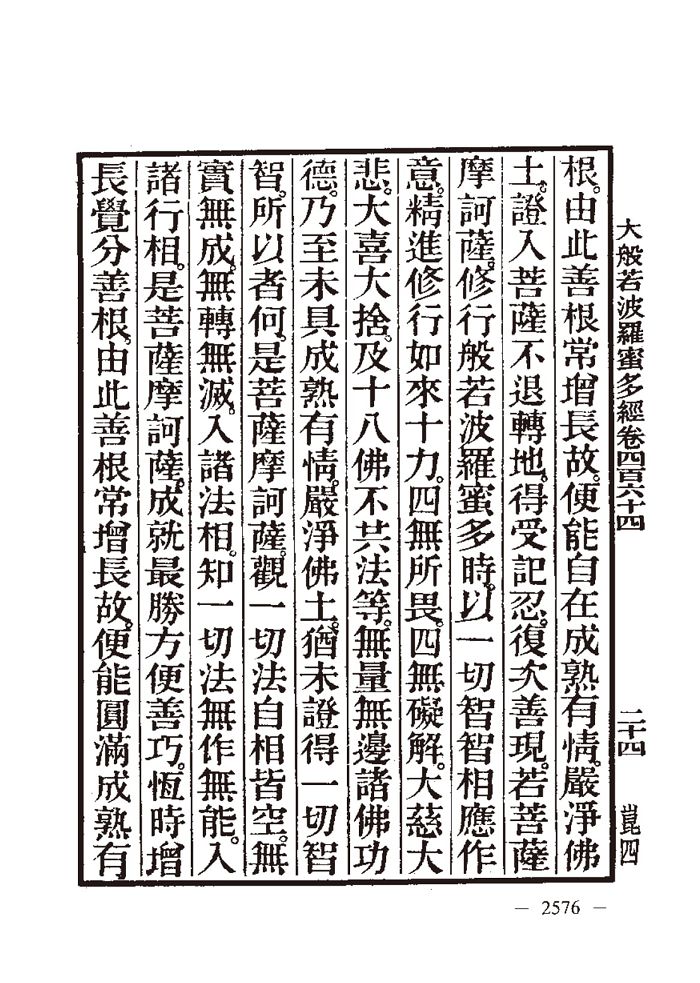 大般若波羅蜜多經卷四百六十四 二十四 崑四
根。由此善根常增長故。便能自在成熟有情。嚴淨佛
土。證入菩薩不退轉地。得受記忍。復次善現。若菩薩
摩訶薩。修行般若波羅蜜多時。以一切智智相應作
意。精進修行如來十力。四無所畏。四無礙解。大慈大
悲。大喜大捨。及十八佛不共法等。無量無邊諸佛功
德。乃至未具成熟有情。嚴淨佛土。猶未證得一切智
智。所以者何。是菩薩摩訶薩。觀一切法自相皆空。無
實無成。無轉無滅。入諸法相。知一切法無作無能。入
諸行相。是菩薩摩訶薩。成就最勝方便善巧。恆時增
長覺分善根。由此善根常增長故。便能圓滿成熟有
— 2576 —